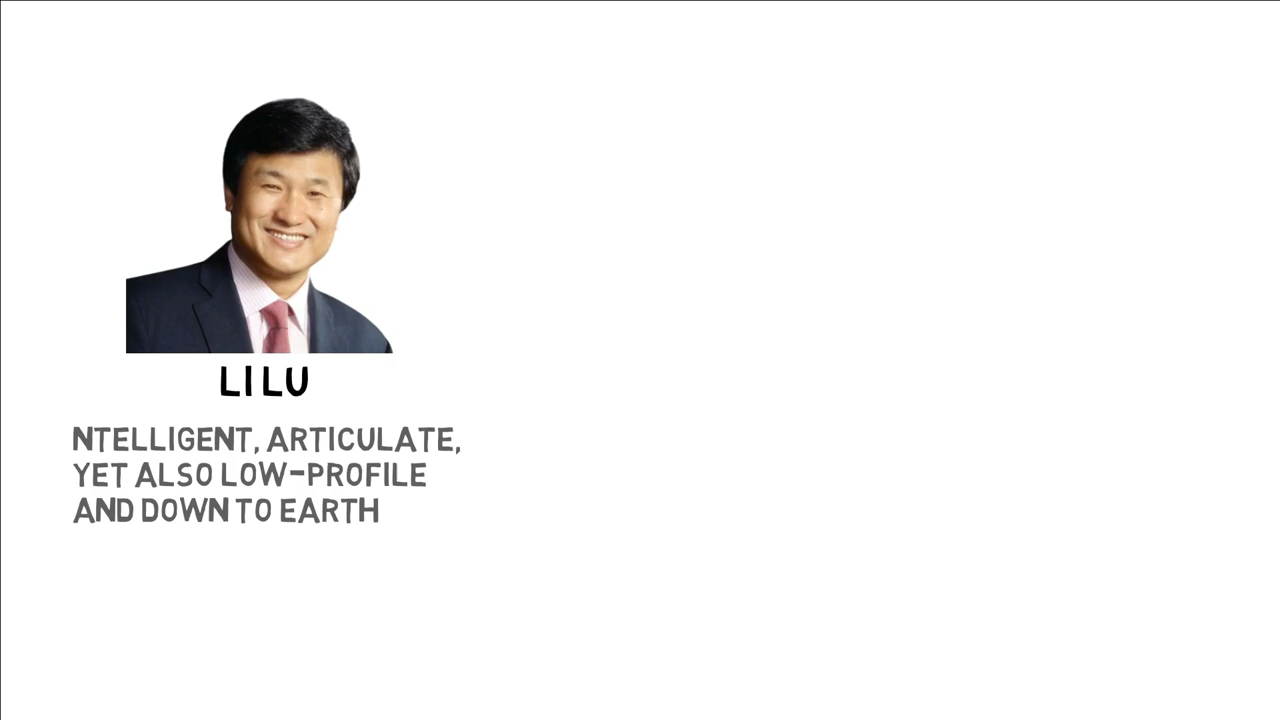 LI LU
NTELLIGENT, ARTICULATE,
YET ALSO LOW-PROFILE
AND DOWN TO EARTH